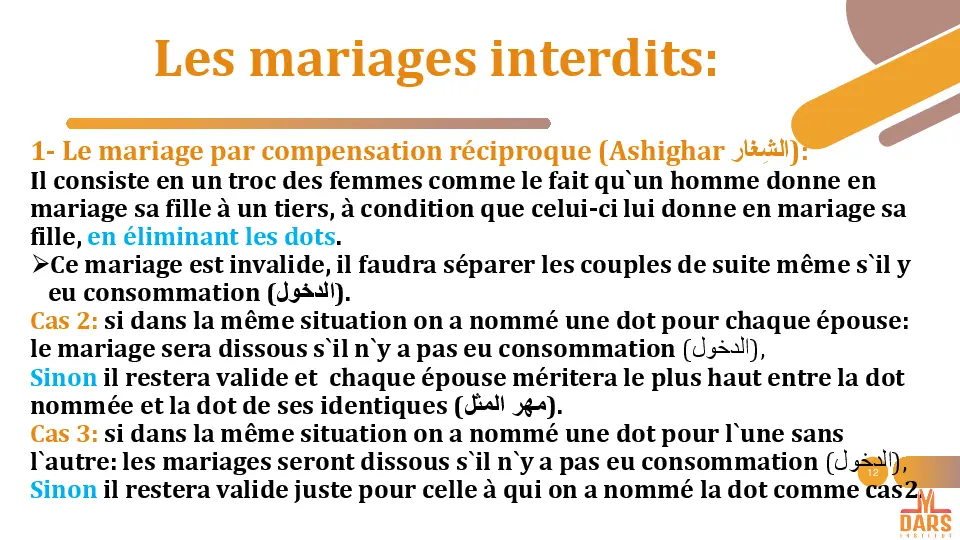 Les mariages interdits:
1- Le mariage par compensation réciproque (Ashighar الشِغار):
Il consiste en un troc des femmes comme le fait qu`un homme donne en
mariage sa fille à un tiers, à condition que celui-ci lui donne en mariage sa
fille, en éliminant les dots.
➢Ce mariage est invalide, il faudra séparer les couples de suite même s`il y
eu consommation (الدخول).
Cas 2: si dans la même situation on a nommé une dot pour chaque épouse:
le mariage sera dissous s`il n`y a pas eu consommation (الدخول),
Sinon il restera valide et chaque épouse méritera le plus haut entre la dot
nommée et la dot de ses identiques (مهر المثل).
Cas 3: si dans la même situation on a nommé une dot pour l`une sans
l`autre: les mariages seront dissous s`il n`y a pas eu consommation (الدخول),
12
Sinon il restera valide juste pour celle à qui on a nommé la dot comme cas2.
M
DARS
INSTITUT